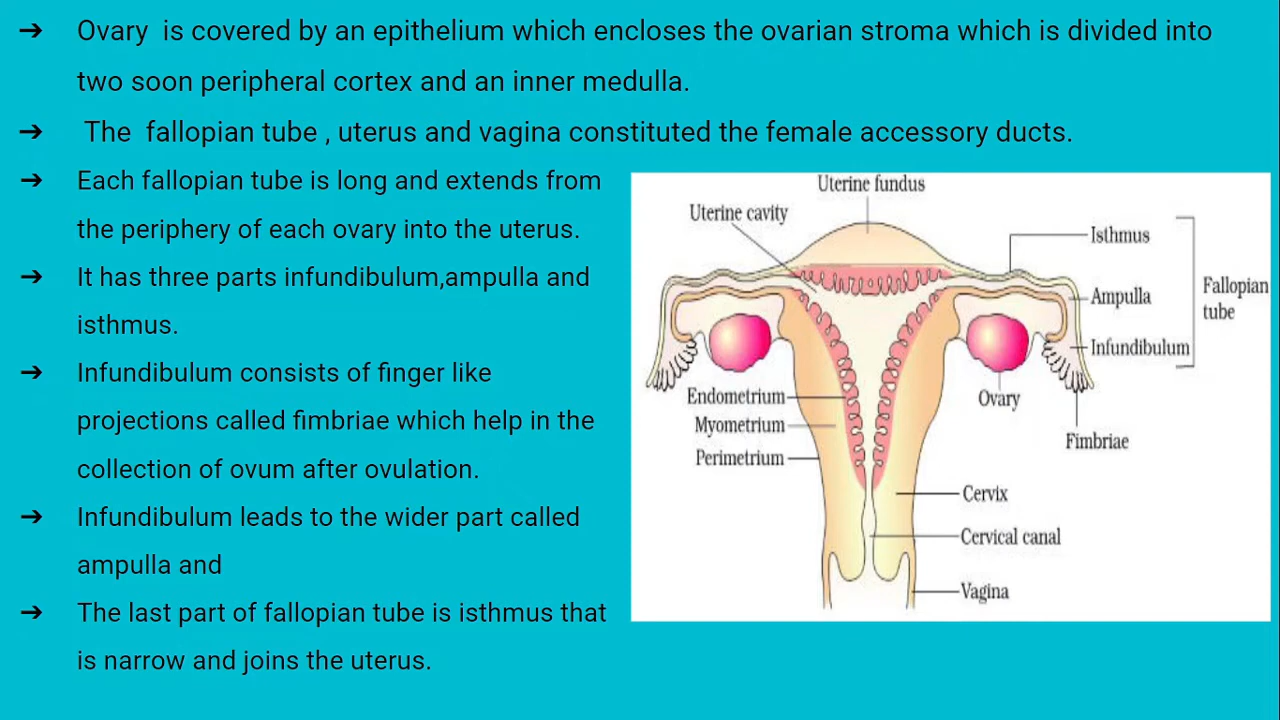 ➔ Ovary is covered by an epithelium which encloses the ovarian stroma which is divided into
two soon peripheral cortex and an inner medulla.
➔ The fallopian tube , uterus and vagina constituted the female accessory ducts.
➔ Each fallopian tube is long and extends from
the periphery of each ovary into the uterus.
➔ It has three parts infundibulum,ampulla and
isthmus.
➔ Infundibulum consists of finger like
projections called fimbriae which help in the
collection of ovum after ovulation.
➔ Infundibulum leads to the wider part called
ampulla and
➔ The last part of fallopian tube is isthmus that
is narrow and joins the uterus.
Uterine fundus
Uterine cavity
Isthmus
Ampulla
Fallopian
tube
Infundibulum
Endometrium
Ovary
Myometrium
Fimbriae
Perimetrium
Cervix
Cervical canal
Vagina